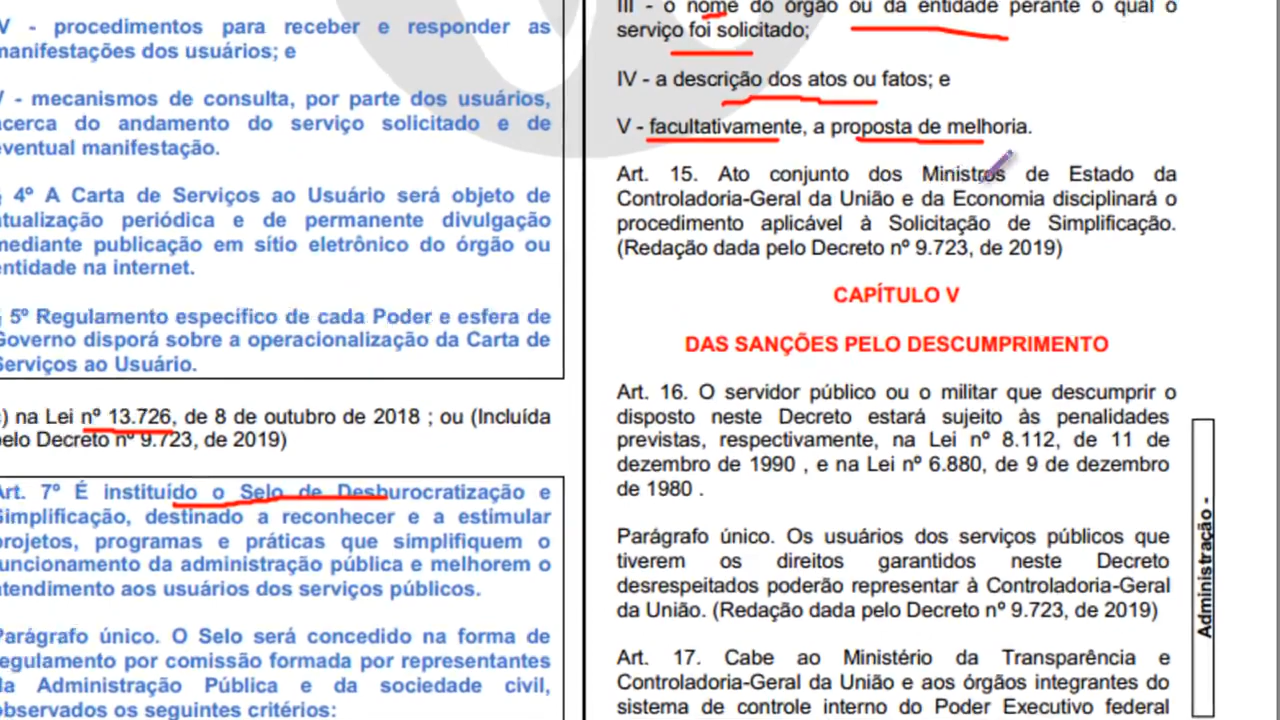 V - procedimentos para receber e responder as
manifestações dos usuários; e
V - mecanismos de consulta, por parte dos usuários,
acerca do andamento do serviço solicitado e de
eventual manifestação.
§ 4º A Carta de Serviços ao Usuário será objeto de
atualização periódica e de permanente divulgação
mediante publicação em sítio eletrônico do órgão ou
entidade na internet.
§ 5º Regulamento específico de cada Poder e esfera de
Governo disporá sobre a operacionalização da Carta de
Serviços ao Usuário.
c) na Lei nº 13.726, de 8 de outubro de 2018 ; ou (Incluída
pelo Decreto nº 9.723, de 2019)
Art. 7º É instituído o Selo de Desburocratização e
Simplificação, destinado a reconhecer e a estimular
projetos, programas e práticas que simplifiquem o
funcionamento da administração pública e melhorem o
atendimento aos usuários dos serviços públicos.
Parágrafo único. O Selo será concedido na forma de
regulamento por comissão formada por representantes
da Administração Pública e da sociedade civil,
observados os seguintes critérios:
III - o nome do órgão ou da entidade perante o qual o
serviço foi solicitado;
IV - a descrição dos atos ou fatos; e
V - facultativamente, a proposta de melhoria.
Art. 15. Ato conjunto dos Ministros de Estado da
Controladoria-Geral da União e da Economia disciplinará o
procedimento aplicável à Solicitação de Simplificação.
(Redação dada pelo Decreto nº 9.723, de 2019)
CAPÍTULO V
DAS SANÇÕES PELO DESCUMPRIMENTO
Art. 16. O servidor público ou o militar que descumprir o
disposto neste Decreto estará sujeito às penalidades
previstas, respectivamente, na Lei nº 8.112, de 11 de
dezembro de 1990 , e na Lei nº 6.880, de 9 de dezembro
de 1980 .
Parágrafo único. Os usuários dos serviços públicos que
tiverem os direitos garantidos neste Decreto
desrespeitados poderão representar à Controladoria-Geral
da União. (Redação dada pelo Decreto nº 9.723, de 2019)
Art. 17. Cabe ao Ministério da Transparência e
Controladoria-Geral da União e aos órgãos integrantes do
sistema de controle interno do Poder Executivo federal
Administração -